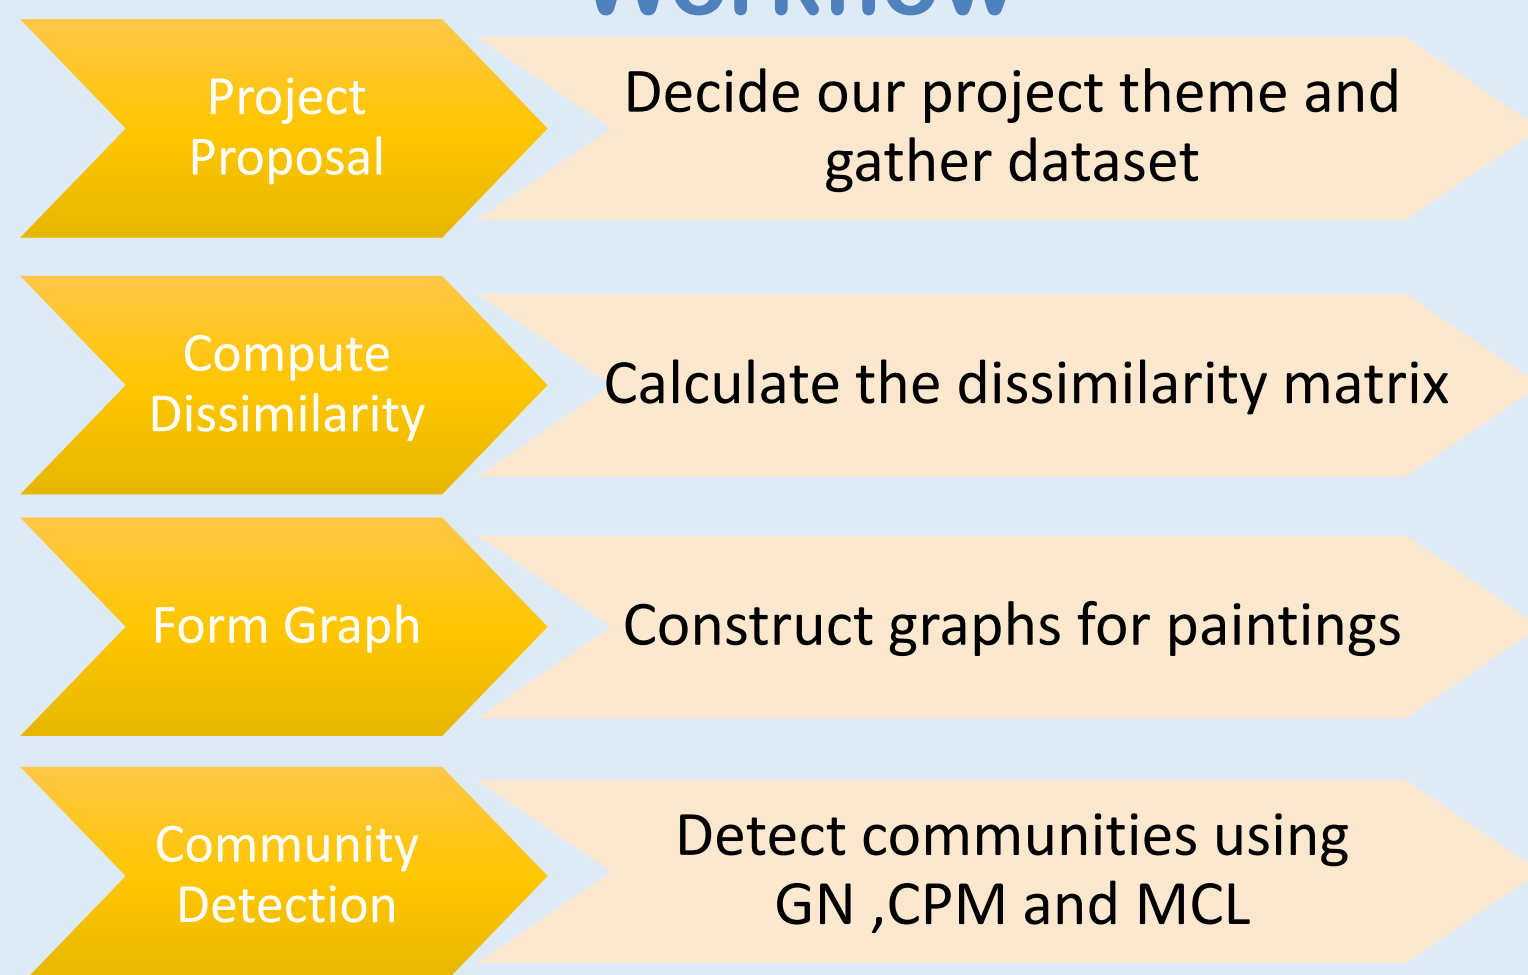 Workflow
Project
Proposal
Decide our project theme and
gather dataset
Compute
Dissimilarity
Calculate the dissimilarity matrix
Form Graph
Construct graphs for paintings
Community
Detection
Detect communities using
GN ,CPM and MCL